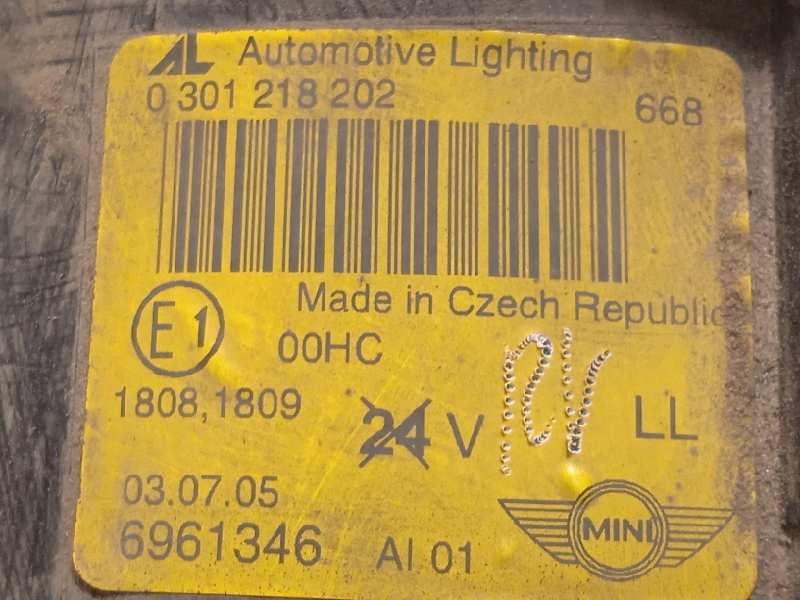 AL Automotive Lighting
0 301 218 202
668
Made in Czech Republic
E1
00HC
1808,1809
24 V
LL
03.07.05
6961346
AI 01
MINI